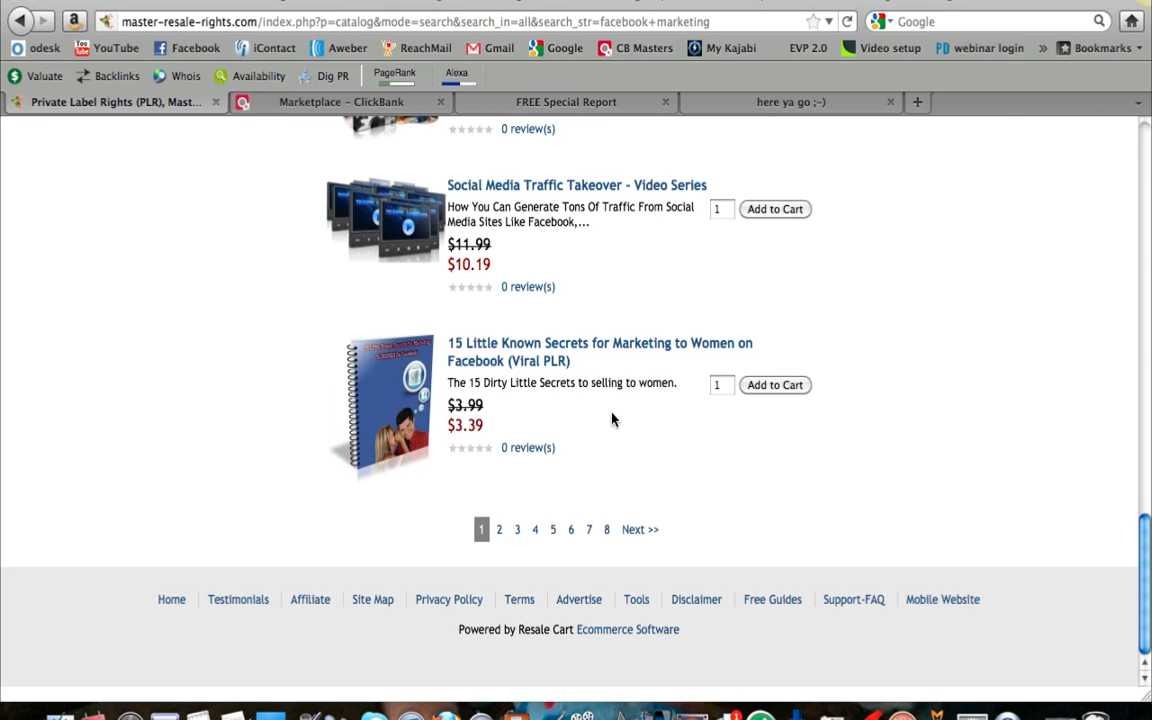 master-resale-rights.com/index.php?p=catalog&mode=search&search_in=all&search_str=facebook+marketing
Google
odesk YouTube Facebook iContact Aweber ReachMail Gmail Google CB Masters My Kajabi EVP 2.0 Video setup webinar login » Bookmarks
Valuate Backlinks Whois Availability Dig PR PageRank Alexa
Private Label Rights (PLR), Mast... Marketplace – ClickBank FREE Special Report here ya go ;-)
0 review(s)
Social Media Traffic Takeover - Video Series
How You Can Generate Tons Of Traffic From Social
Media Sites Like Facebook,...
1 Add to Cart
$11.99
$10.19
0 review(s)
15 Little Known Secrets for Marketing to Women on
Facebook (Viral PLR)
The 15 Dirty Little Secrets to selling to women.
1 Add to Cart
$3.99
$3.39
0 review(s)
1 2 3 4 5 6 7 8 Next >>
Home Testimonials Affiliate Site Map Privacy Policy Terms Advertise Tools Disclaimer Free Guides Support-FAQ Mobile Website
Powered by Resale Cart Ecommerce Software